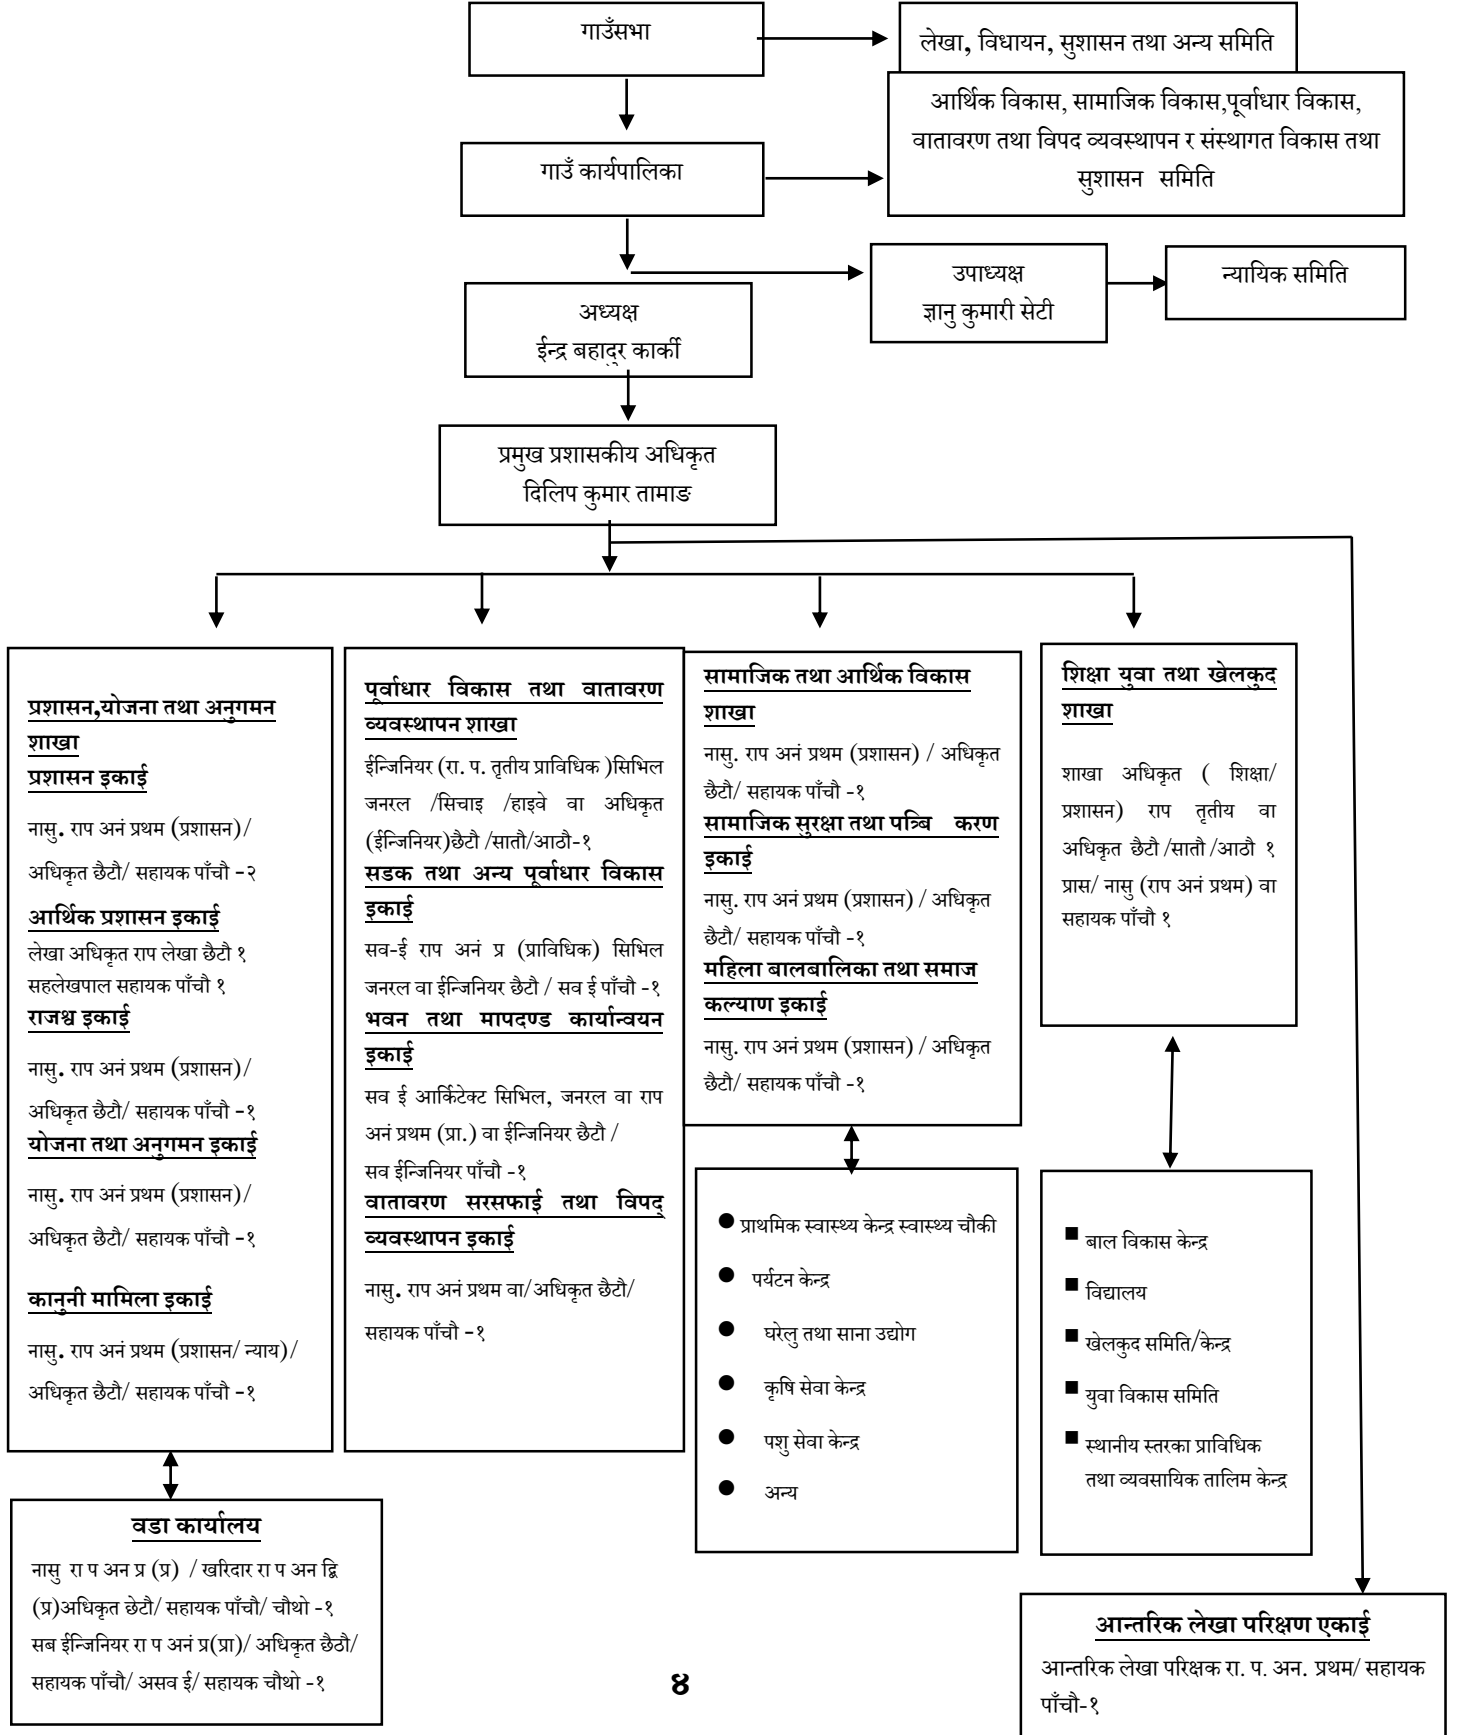 गाउँसभा
लेखा, विधायन, सुशासन तथा अन्य समिति
आर्थिक विकास, सामाजिक विकास,पूर्वाधार विकास,
वातावरण तथा विपद व्यवस्थापन र संस्थागत विकास तथा
सुशासन समिति
गाउँ कार्यपालिका
उपाध्यक्ष
ज्ञानु कुमारी सेटी
न्यायिक समिति
अध्यक्ष
ईन्द्र बहादुर कार्की
प्रमुख प्रशासकीय अधिकृत
दिलिप कुमार तामाङ
प्रशासन,योजना तथा अनुगमन
शाखा
प्रशासन इकाई
नासु. राप अनं प्रथम (प्रशासन)/
अधिकृत छैटौ/ सहायक पाँचौ -२
आर्थिक प्रशासन इकाई
लेखा अधिकृत राप लेखा छैटौ १
सहलेखपाल सहायक पाँचौ १
राजश्व इकाई
नासु. राप अनं प्रथम (प्रशासन)/
अधिकृत छैटौ/ सहायक पाँचौ -१
योजना तथा अनुगमन इकाई
नासु. राप अनं प्रथम (प्रशासन)/
अधिकृत छैटौ/ सहायक पाँचौ -१
कानुनी मामिला इकाई
नासु. राप अनं प्रथम (प्रशासन/ न्याय)/
अधिकृत छैटौ/ सहायक पाँचौ -१
पूर्वाधार विकास तथा वातावरण
व्यवस्थापन शाखा
ईन्जिनियर (रा. प. तृतीय प्राविधिक )सिभिल
जनरल /सिचाइ /हाइवे वा अधिकृत
(ईन्जिनियर)छैटौ /सातौ/आठौ-१
सडक तथा अन्य पूर्वाधार विकास
इकाई
सव-ई राप अनं प्र (प्राविधिक) सिभिल
जनरल वा ईन्जिनियर छैटौ / सव ई पाँचौ -१
भवन तथा मापदण्ड कार्यान्वयन
इकाई
सव ई आर्किटेक्ट सिभिल, जनरल वा राप
अनं प्रथम (प्रा.) वा ईन्जिनियर छैटौ /
सव ईन्जिनियर पाँचौ -१
वातावरण सरसफाई तथा विपद्
व्यवस्थापन इकाई
नासु. राप अनं प्रथम वा/अधिकृत छैटौ/
सहायक पाँचौ -१
सामाजिक तथा आर्थिक विकास
शाखा
नासु. राप अनं प्रथम (प्रशासन) / अधिकृत
छैटौ/ सहायक पाँचौ -१
सामाजिक सुरक्षा तथा पञ्जि करण
इकाई
नासु. राप अनं प्रथम (प्रशासन) / अधिकृत
छैटौ/ सहायक पाँचौ -१
महिला बालबालिका तथा समाज
कल्याण इकाई
नासु. राप अनं प्रथम (प्रशासन) / अधिकृत
छैटौ/ सहायक पाँचौ -१
शिक्षा युवा तथा खेलकुद
शाखा
शाखा अधिकृत ( शिक्षा/
प्रशासन) राप तृतीय वा
अधिकृत छैटौ /सातौ /आठौ १
प्रास/ नासु (राप अनं प्रथम) वा
सहायक पाँचौ १
● प्राथमिक स्वास्थ्य केन्द्र स्वास्थ्य चौकी
● पर्यटन केन्द्र
● घरेलु तथा साना उद्योग
● कृषि सेवा केन्द्र
● पशु सेवा केन्द्र
● अन्य
■ बाल विकास केन्द्र
■ विद्यालय
■ खेलकुद समिति/केन्द्र
■ युवा विकास समिति
■ स्थानीय स्तरका प्राविधिक
तथा व्यवसायिक तालिम केन्द्र
वडा कार्यालय
नासु रा प अन प्र (प्र) / खरिदार रा प अन द्वि
(प्र)अधिकृत छेटौ/ सहायक पाँचौ/ चौथो -१
सब ईन्जिनियर रा प अनं प्र(प्रा)/ अधिकृत छैठौ/
सहायक पाँचौ/ असव ई/ सहायक चौथो -१
आन्तरिक लेखा परिक्षण एकाई
आन्तरिक लेखा परिक्षक रा. प. अन. प्रथम/ सहायक
पाँचौ-१
४